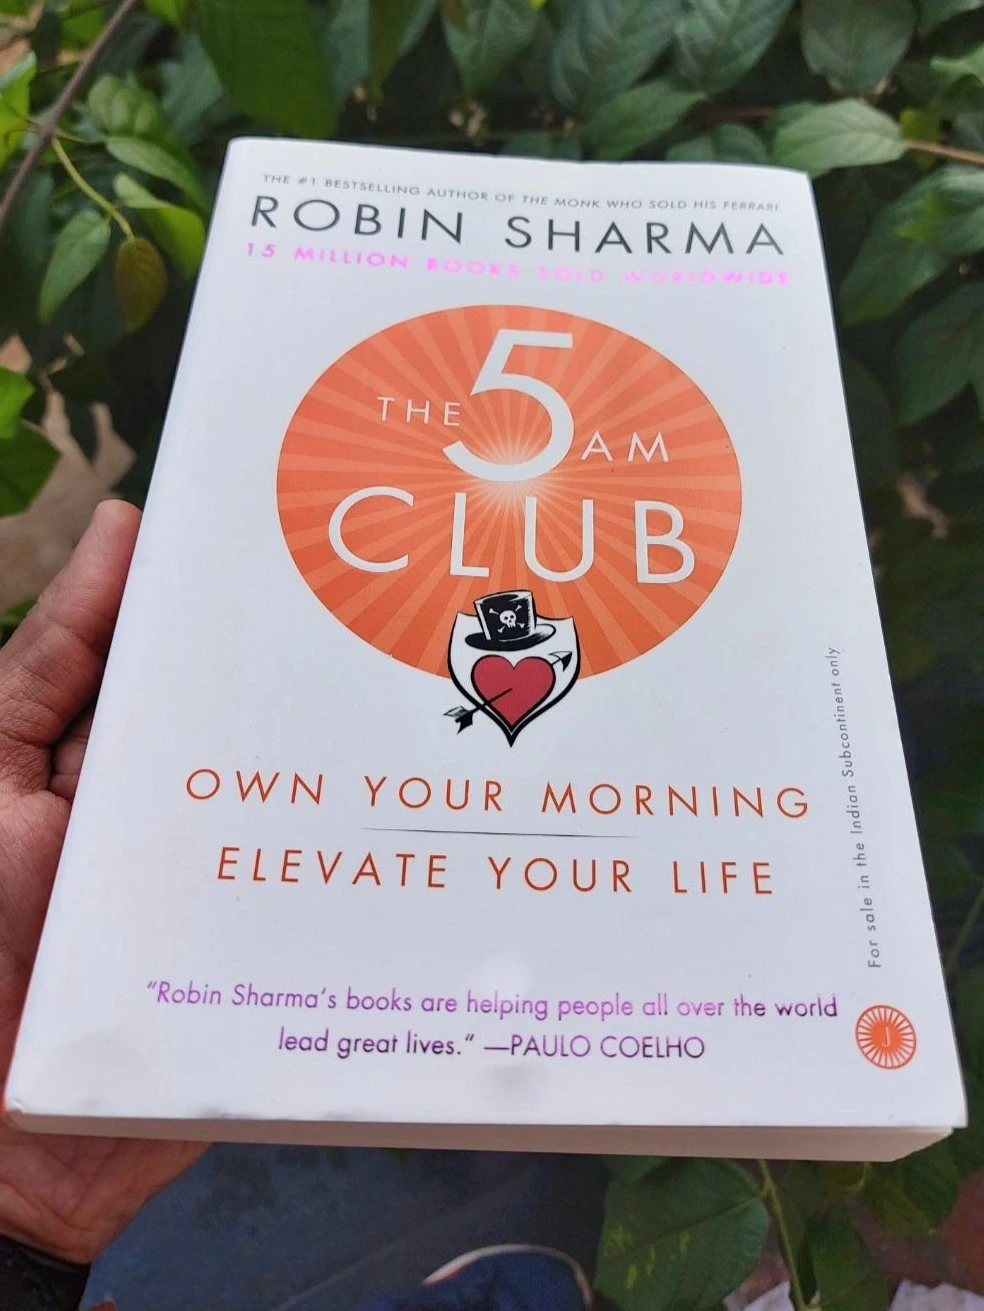 THE #1 BESTSELLING AUTHOR OF THE MONK WHO SOLD HIS FERRARI
ROBIN SHARMA
15 MILLION BOOKS SOLD WORLDWIDE
THE 5 AM
CLUB
OWN YOUR MORNING
ELEVATE YOUR LIFE
For sale in the Indian Subcontinent only
“Robin Sharma's books are helping people all over the world
lead great lives.” —PAULO COELHO
J